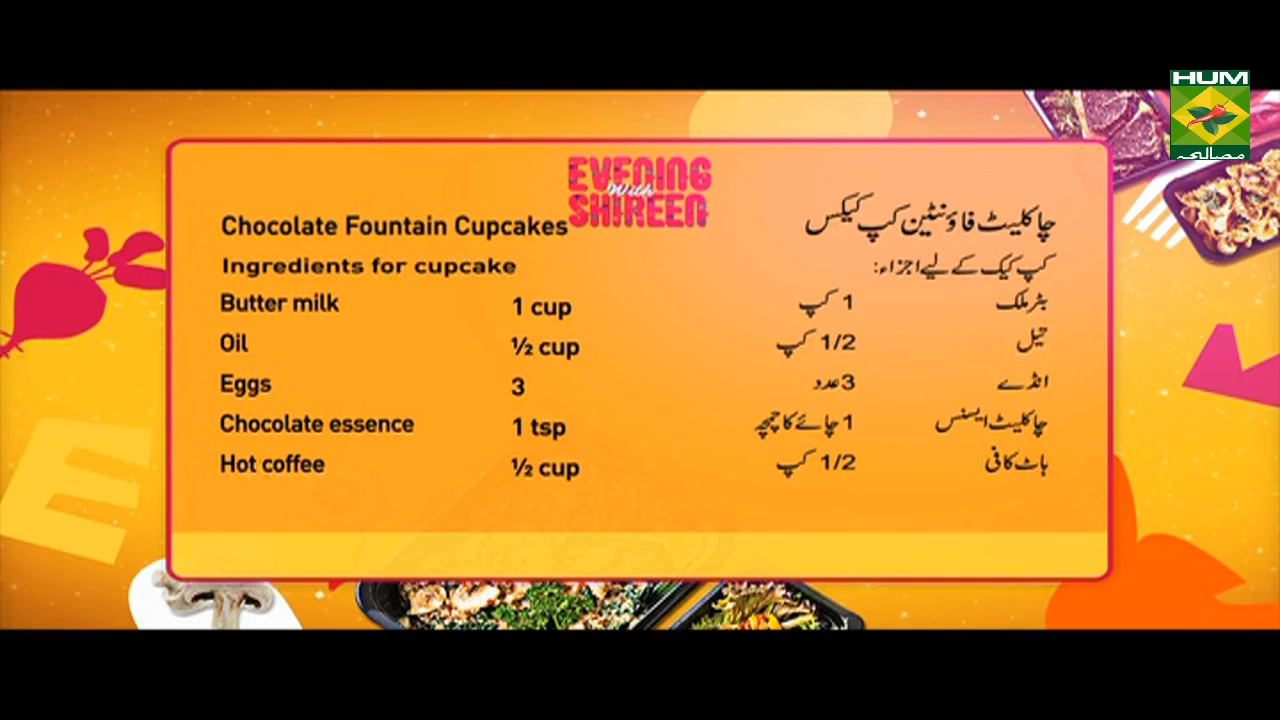 HUM
مصالحہ
EVENING
With
SHIREEN
Chocolate Fountain Cupcakes چاکلیٹ فاؤنٹین کپ کیکس
Ingredients for cupcake کپ کیک کے لیے اجزاء:
Butter milk 1 cup بٹر ملک 1 کپ
Oil ½ cup تیل 1/2 کپ
Eggs 3 انڈے 3 عدد
Chocolate essence 1 tsp چاکلیٹ ایسنس 1 چائے کا چمچہ
Hot coffee ½ cup ہاٹ کافی 1/2 کپ
E